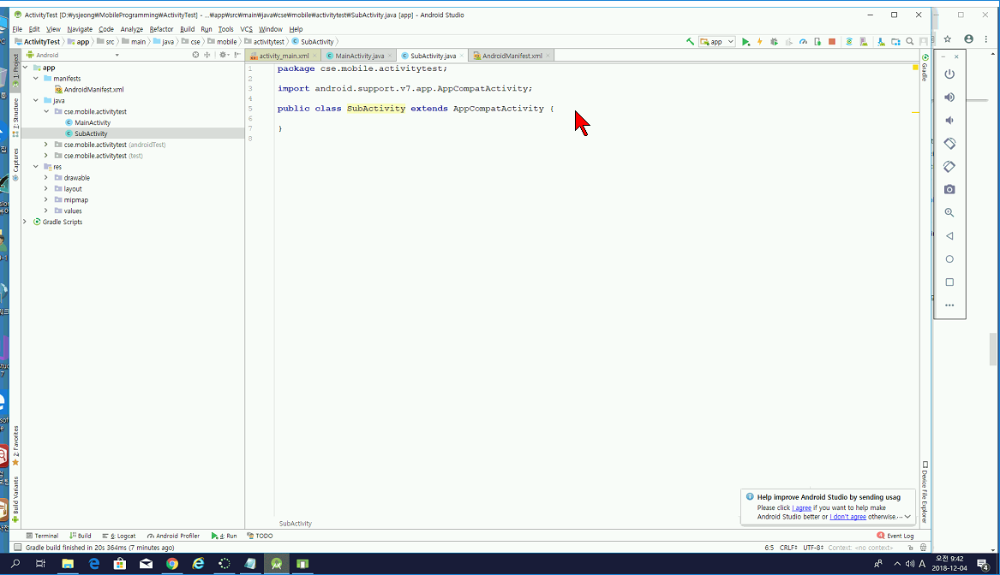 ActivityTest [D:₩ysjeong₩MobileProgramming₩ActivityTest] - ...₩app₩src₩main₩java₩cse₩mobile₩activitytest₩SubActivity.java [app] - Android Studio
File Edit View Navigate Code Analyze Refactor Build Run Tools VCS Window Help
ActivityTest app src main java cse mobile activitytest SubActivity
app
Android
activity_main.xml MainActivity.java SubActivity.java AndroidManifest.xml
app
manifests
AndroidManifest.xml
java
cse.mobile.activitytest
MainActivity
SubActivity
cse.mobile.activitytest (androidTest)
cse.mobile.activitytest (test)
res
drawable
layout
mipmap
values
Gradle Scripts
1: Project
7: Structure
Captures
2: Favorites
Build Variants
1 package cse.mobile.activitytest;
2
3 import android.support.v7.app.AppCompatActivity;
4
5 public class SubActivity extends AppCompatActivity {
6
7 }
8
SubActivity
Gradle
Device File Explorer
Help improve Android Studio by sending usag
Please click I agree if you want to help make
Android Studio better or I don't agree otherwise....
Terminal Build 6: Logcat Android Profiler 4: Run TODO
4 Event Log
Gradle build finished in 20s 364ms (7 minutes ago)
6:5 CRLF÷ UTF-8÷ Context: <no context>
A
오전 9:42
2018-12-04
4